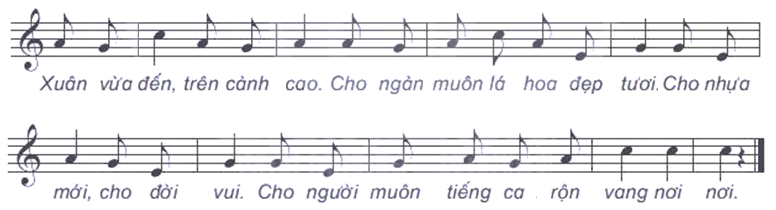 Xuân vừa đến, trên cành cao. Cho ngàn muôn lá hoa đẹp tươi. Cho nhựa
mới, cho đời vui. Cho người muôn tiếng ca rộn vang nơi nơi.